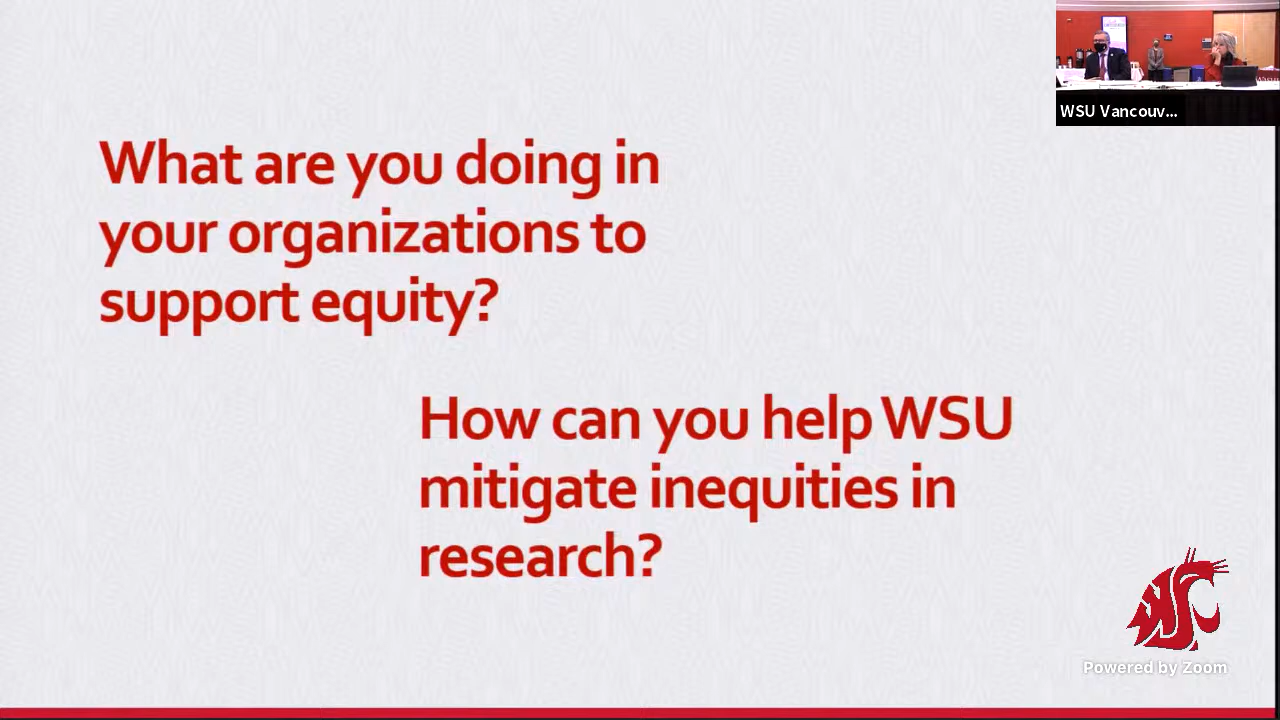 WSU Vancouv...
What are you doing in
your organizations to
support equity?
How can you help WSU
mitigate inequities in
research?
Powered by Zoom